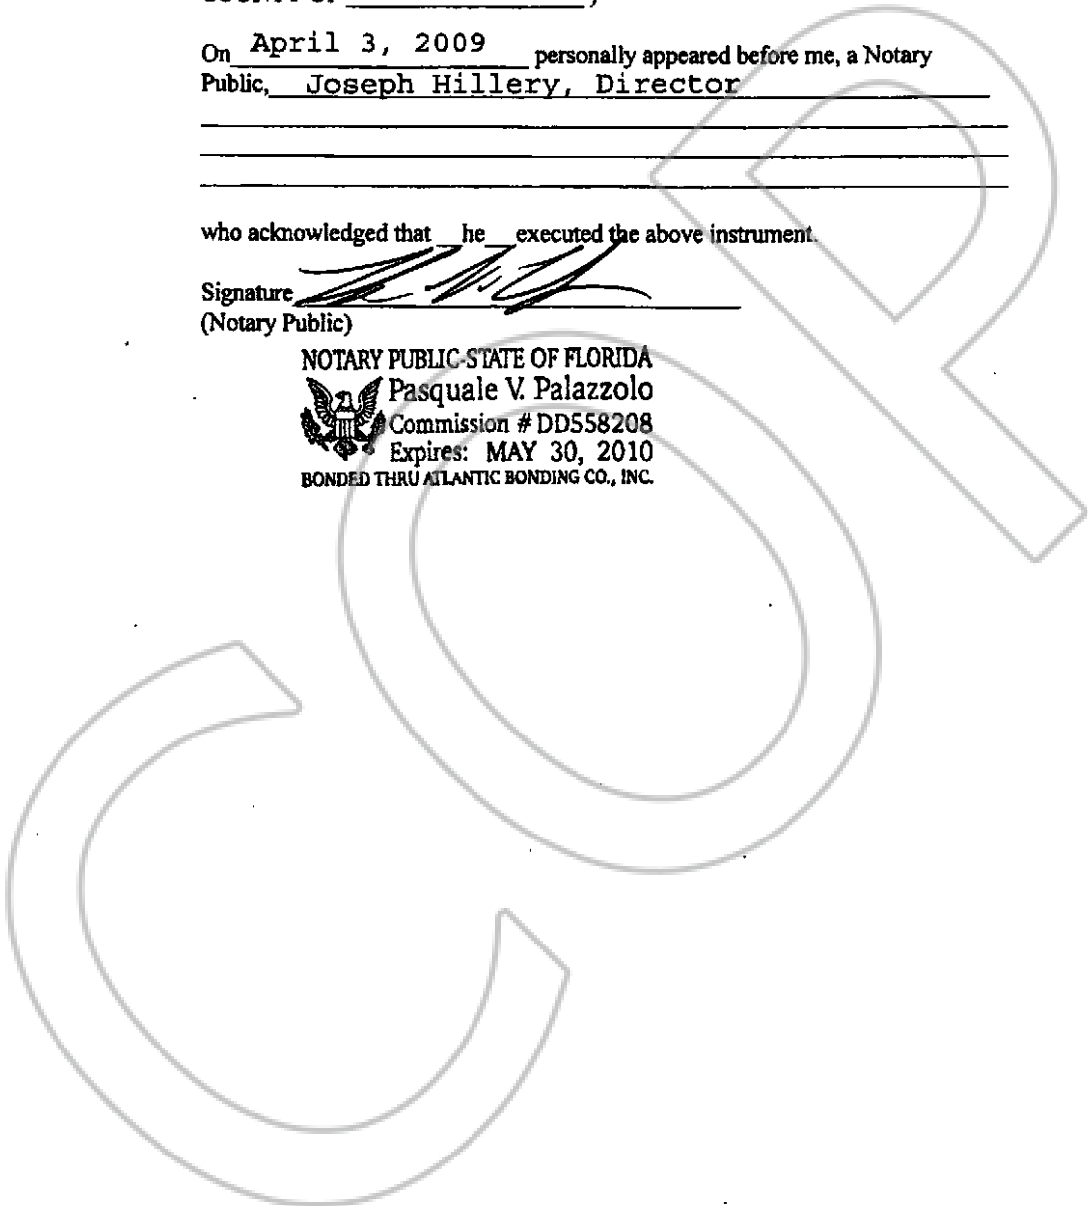 On April 3, 2009 personally appeared before me, a Notary
Public, Joseph Hillery, Director
who acknowledged that __he__ executed the above instrument.
Signature
(Notary Public)
NOTARY PUBLIC-STATE OF FLORIDA
Pasquale V. Palazzolo
Commission # DD558208
Expires: MAY 30, 2010
BONDED THRU ATLANTIC BONDING CO., INC.
COP